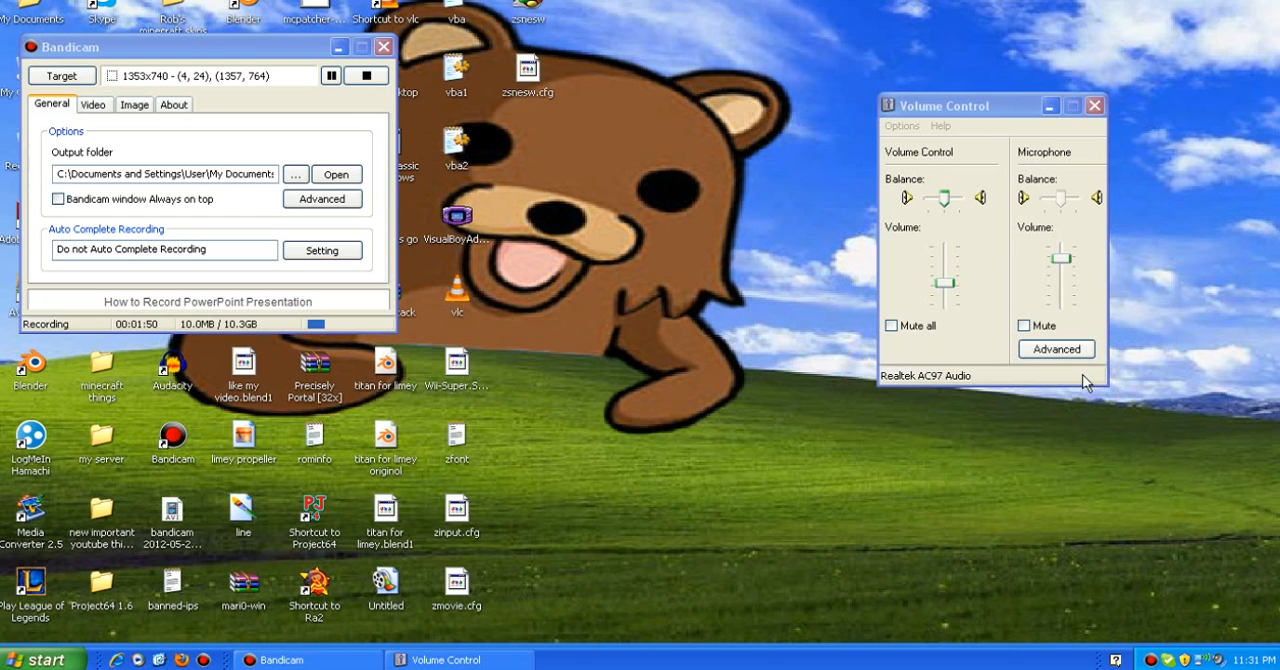 My Documents
Skype
Rob's
minecraft skins
Blender
mcpatcher-...
Shortcut to vlc
vba
zsnesw
Bandicam
Target
1353x740 - (4, 24), (1357, 764)
General
Video
Image
About
Options
Output folder
C:\Documents and Settings\User\My Documents
...
Open
Bandicam window Always on top
Advanced
Auto Complete Recording
Do not Auto Complete Recording
Setting
How to Record PowerPoint Presentation
Recording
00:01:50
10.0MB / 10.3GB
vba1
zsnesw.cfg
vba2
VisualBoyAd...
vlc
Volume Control
Options
Help
Volume Control
Microphone
Balance:
Balance:
Volume:
Volume:
Mute all
Mute
Advanced
Realtek AC97 Audio
Blender
minecraft
things
Audacity
like my
video.blend1
Precisely
Portal [32x]
titan for limey
Wii-Super.S...
LogMeIn
Hamachi
my server
Bandicam
limey propeller
rominfo
titan for limey
originol
zfont
Media
Converter 2.5
new important
youtube thi...
bandicam
2012-05-2...
line
Shortcut to
Project64
titan for
limey.blend1
zinput.cfg
Play League of
Legends
Project64 1.6
banned-ips
mari0-win
Shortcut to
Ra2
Untitled
zmovie.cfg
start
Bandicam
Volume Control
11:31 PM